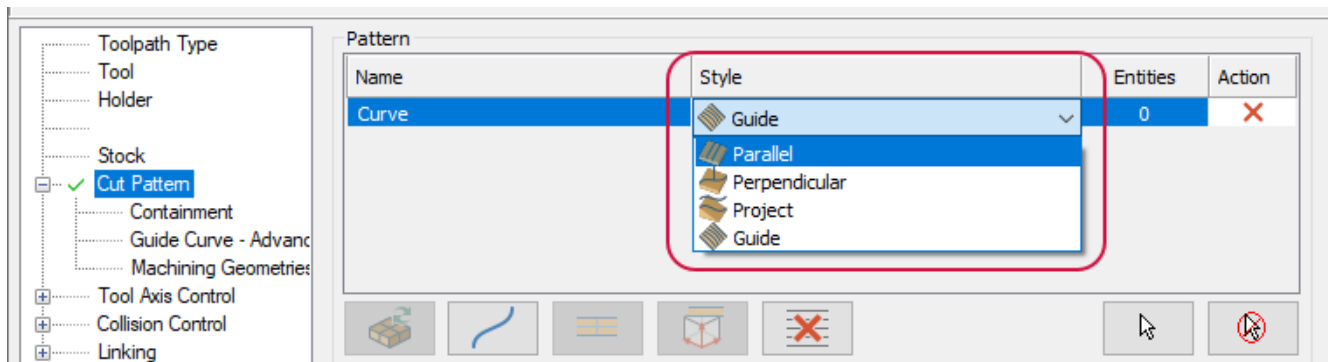 Toolpath Type
Tool
Holder
Stock
Cut Pattern
Containment
Guide Curve - Advanc
Machining Geometries
Tool Axis Control
Collision Control
Linking
Pattern
Name Style Entities Action
Curve Guide 0
Parallel
Perpendicular
Project
Guide